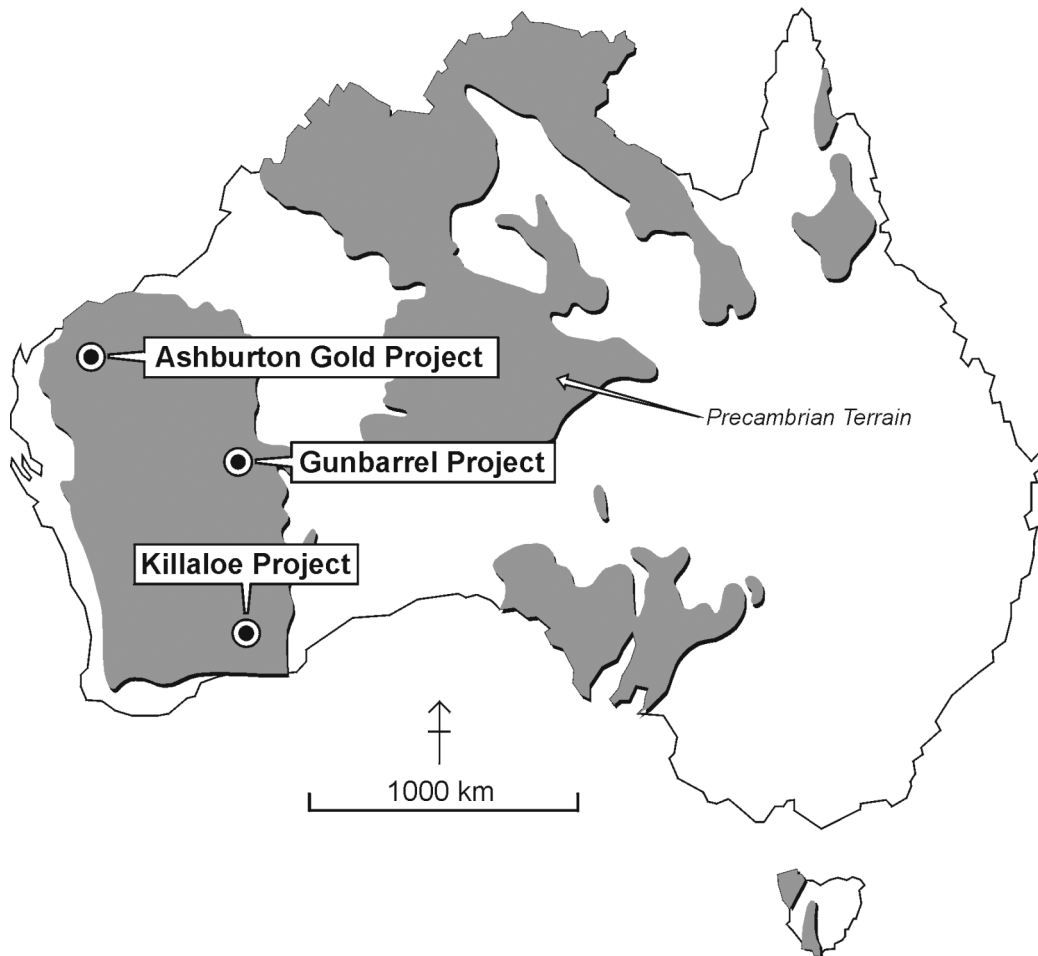 Ashburton Gold Project
Precambrian Terrain
Gunbarrel Project
Killaloe Project
1000 km